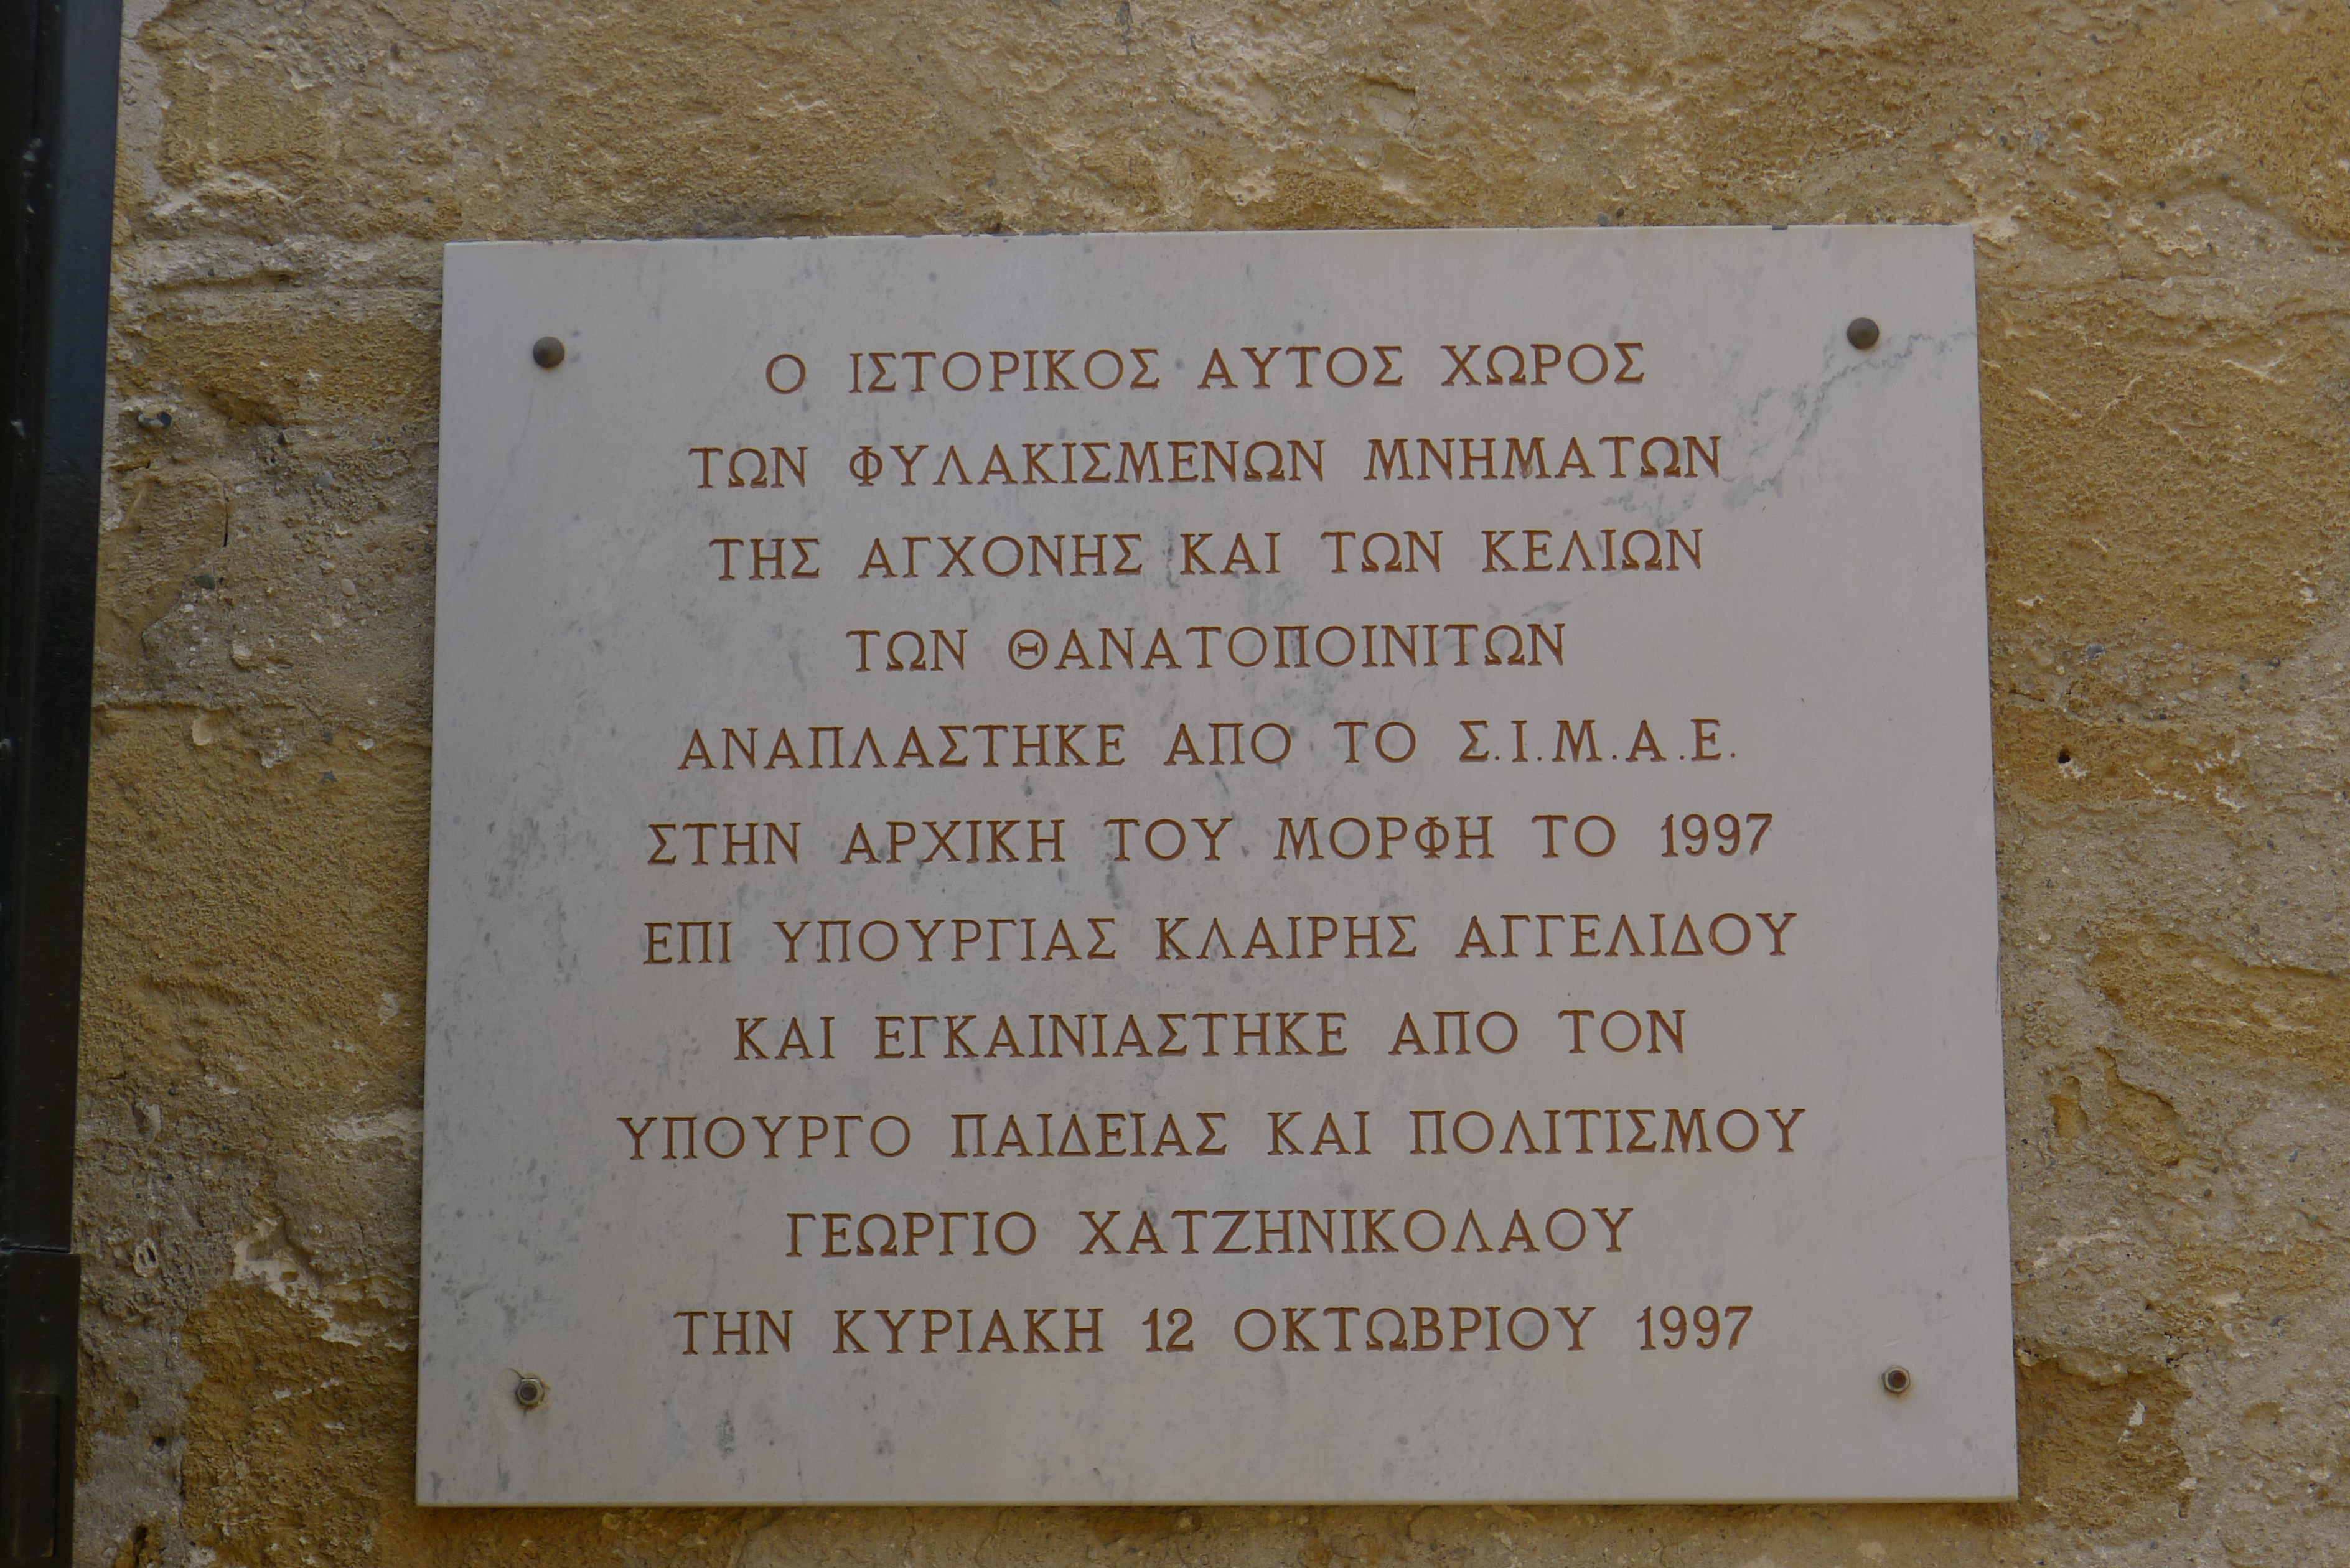 Ο ΙΣΤΟΡΙΚΟΣ ΑΥΤΟΣ ΧΩΡΟΣ
ΤΩΝ ΦΥΛΑΚΙΣΜΕΝΩΝ ΜΝΗΜΑΤΩΝ
ΤΗΣ ΑΓΧΟΝΗΣ ΚΑΙ ΤΩΝ ΚΕΛΙΩΝ
ΤΩΝ ΘΑΝΑΤΟΠΟΙΝΙΤΩΝ
ΑΝΑΠΛΑΣΤΗΚΕ ΑΠΟ ΤΟ Σ.Ι.Μ.Α.Ε.
ΣΤΗΝ ΑΡΧΙΚΗ ΤΟΥ ΜΟΡΦΗ ΤΟ 1997
ΕΠΙ ΥΠΟΥΡΓΙΑΣ ΚΛΑΙΡΗΣ ΑΓΓΕΛΙΔΟΥ
ΚΑΙ ΕΓΚΑΙΝΙΑΣΤΗΚΕ ΑΠΟ ΤΟΝ
ΥΠΟΥΡΓΟ ΠΑΙΔΕΙΑΣ ΚΑΙ ΠΟΛΙΤΙΣΜΟΥ
ΓΕΩΡΓΙΟ ΧΑΤΖΗΝΙΚΟΛΑΟΥ
ΤΗΝ ΚΥΡΙΑΚΗ 12 ΟΚΤΩΒΡΙΟΥ 1997